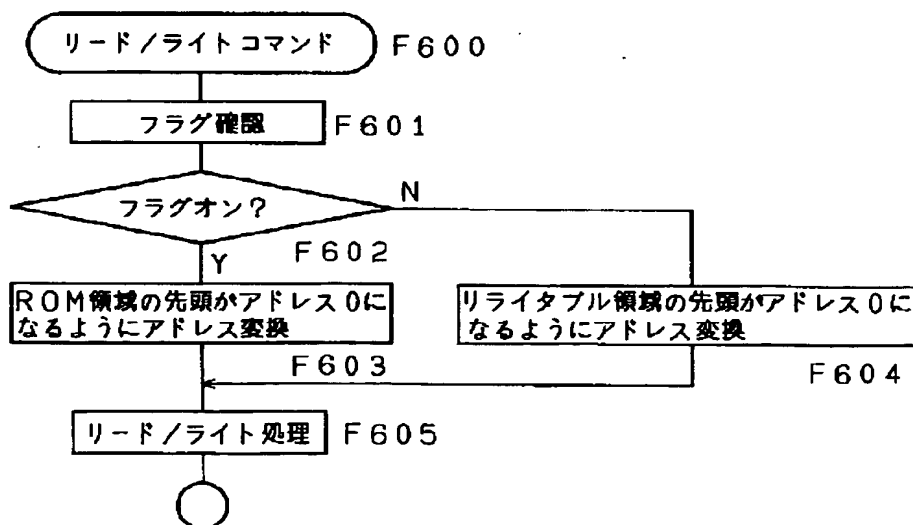 リード/ライトコマンド F600
フラグ確認 F601
フラグオン? N
F602
Y
ROM領域の先頭がアドレス0に
なるようにアドレス変換
F603
リライタブル領域の先頭がアドレス0に
なるようにアドレス変換
F604
リード/ライト処理 F605